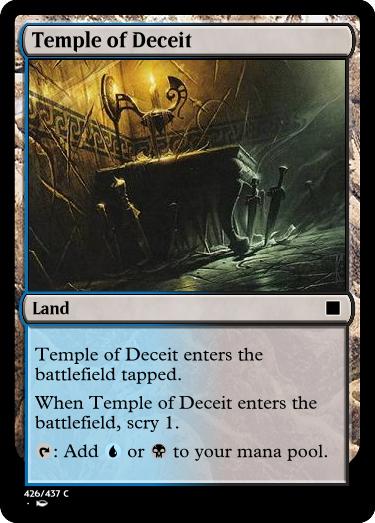 Temple of Deceit
Land
Temple of Deceit enters the
battlefield tapped.
When Temple of Deceit enters the
battlefield, scry 1.
: Add or to your mana pool.
426/437 C